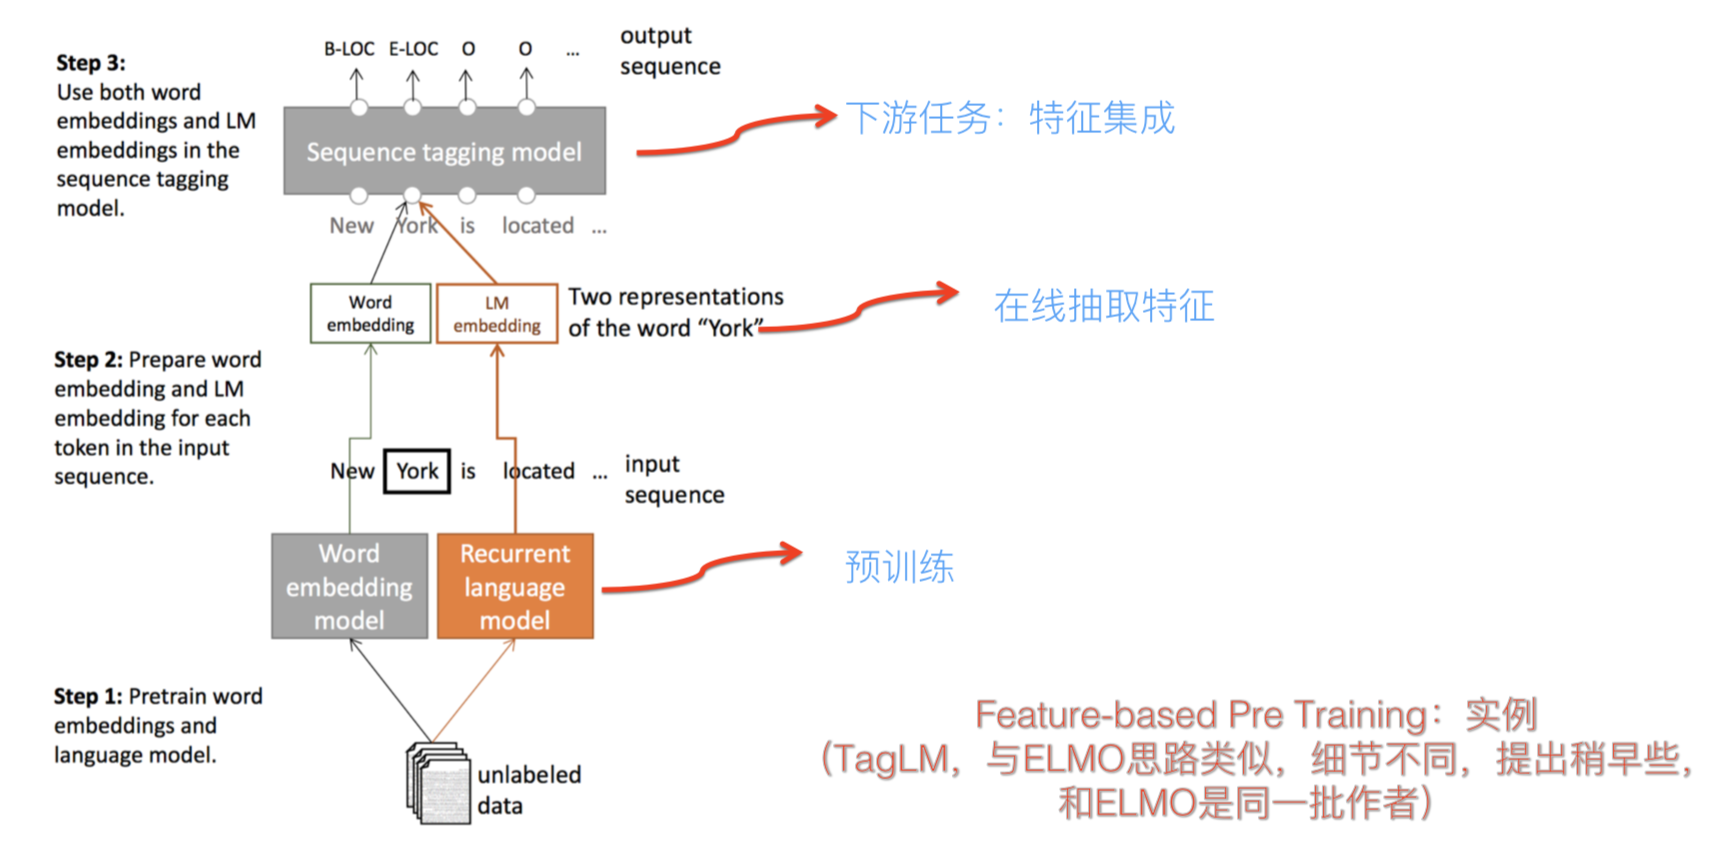 B-LOC E-LOC O O ...
output
sequence
Step 3:
Use both word
embeddings and LM
embeddings in the
sequence tagging
model.
Sequence tagging model
下游任务：特征集成
New York is located ...
Word
embedding
LM
embedding
Two representations
of the word “York”
在线抽取特征
Step 2: Prepare word
embedding and LM
embedding for each
token in the input
sequence.
New York is located ...
input
sequence
Word
embedding
model
Recurrent
language
model
预训练
Step 1: Pretrain word
embeddings and
language model.
unlabeled
data
Feature-based Pre Training：实例
（TagLM，与ELMO思路类似，细节不同，提出稍早些，
和ELMO是同一批作者）